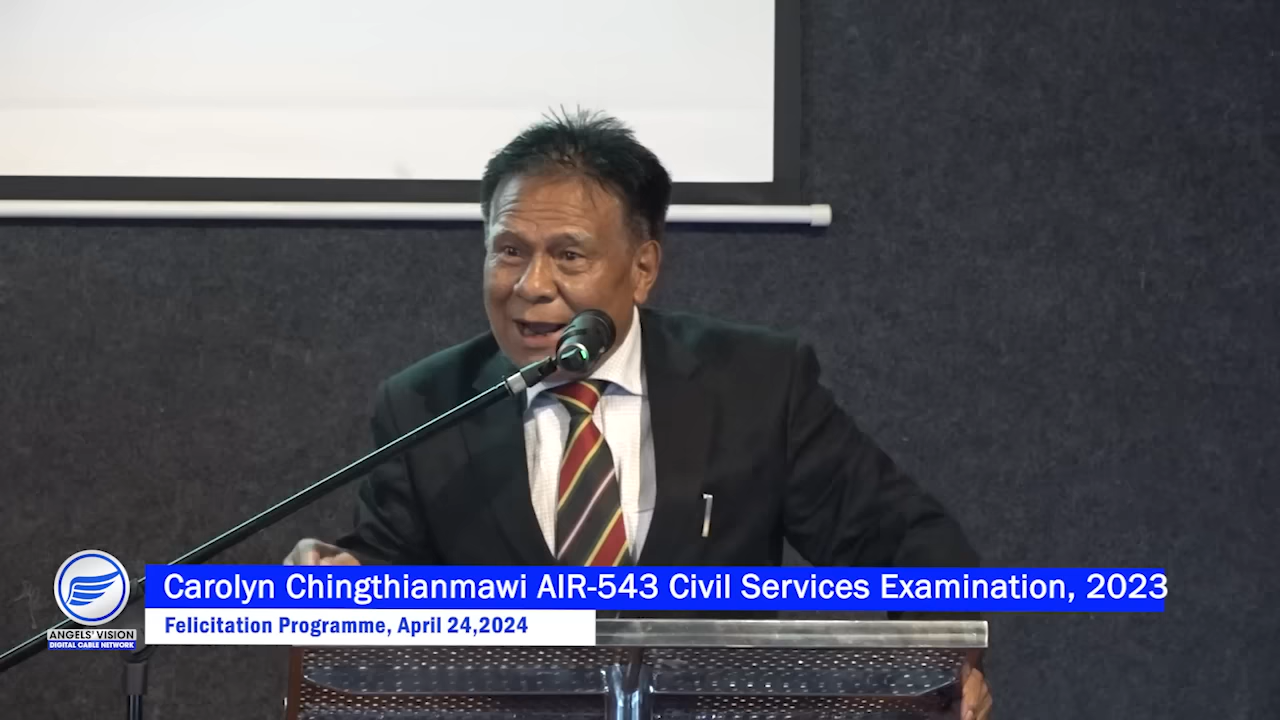 Carolyn Chingthianmawi AIR-543 Civil Services Examination, 2023
Felicitation Programme, April 24,2024
ANGELS' VISION
DIGITAL CABLE NETWORK